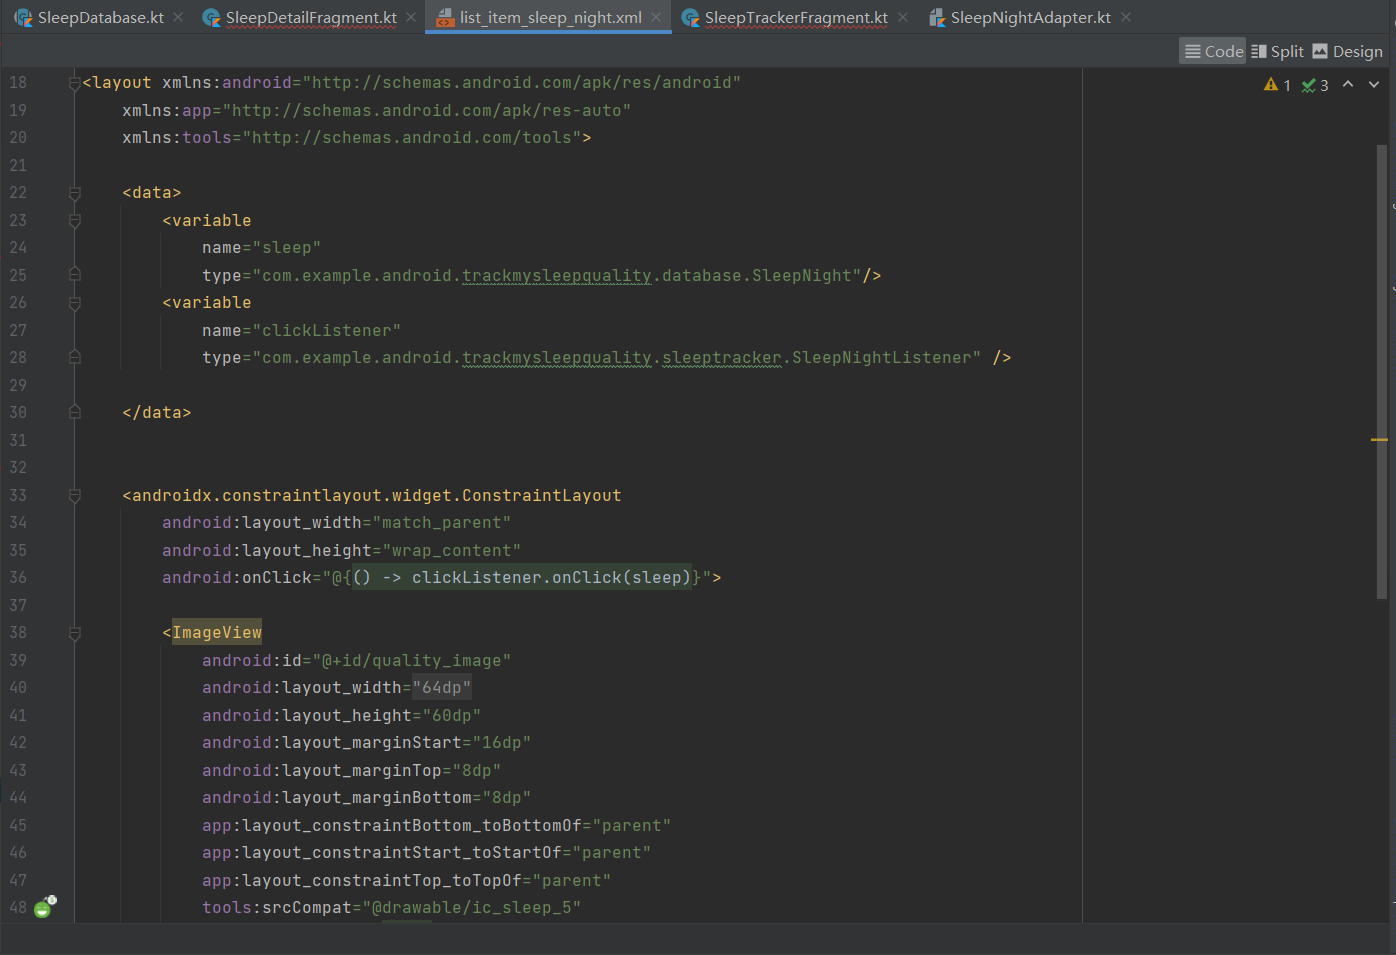 SleepDatabase.kt SleepDetailFragment.kt list_item_sleep_night.xml SleepTrackerFragment.kt SleepNightAdapter.kt
Code Split Design
1 3
18 <layout xmlns:android="http://schemas.android.com/apk/res/android"
19 xmlns:app="http://schemas.android.com/apk/res-auto"
20 xmlns:tools="http://schemas.android.com/tools">
21
22 <data>
23 <variable
24 name="sleep"
25 type="com.example.android.trackmysleepquality.database.SleepNight"/>
26 <variable
27 name="clickListener"
28 type="com.example.android.trackmysleepquality.sleeptracker.SleepNightListener" />
29
30 </data>
31
32
33 <androidx.constraintlayout.widget.ConstraintLayout
34 android:layout_width="match_parent"
35 android:layout_height="wrap_content"
36 android:onClick="@{() -> clickListener.onClick(sleep)}">
37
38 <ImageView
39 android:id="@+id/quality_image"
40 android:layout_width="64dp"
41 android:layout_height="60dp"
42 android:layout_marginStart="16dp"
43 android:layout_marginTop="8dp"
44 android:layout_marginBottom="8dp"
45 app:layout_constraintBottom_toBottomOf="parent"
46 app:layout_constraintStart_toStartOf="parent"
47 app:layout_constraintTop_toTopOf="parent"
48 tools:srcCompat="@drawable/ic_sleep_5"